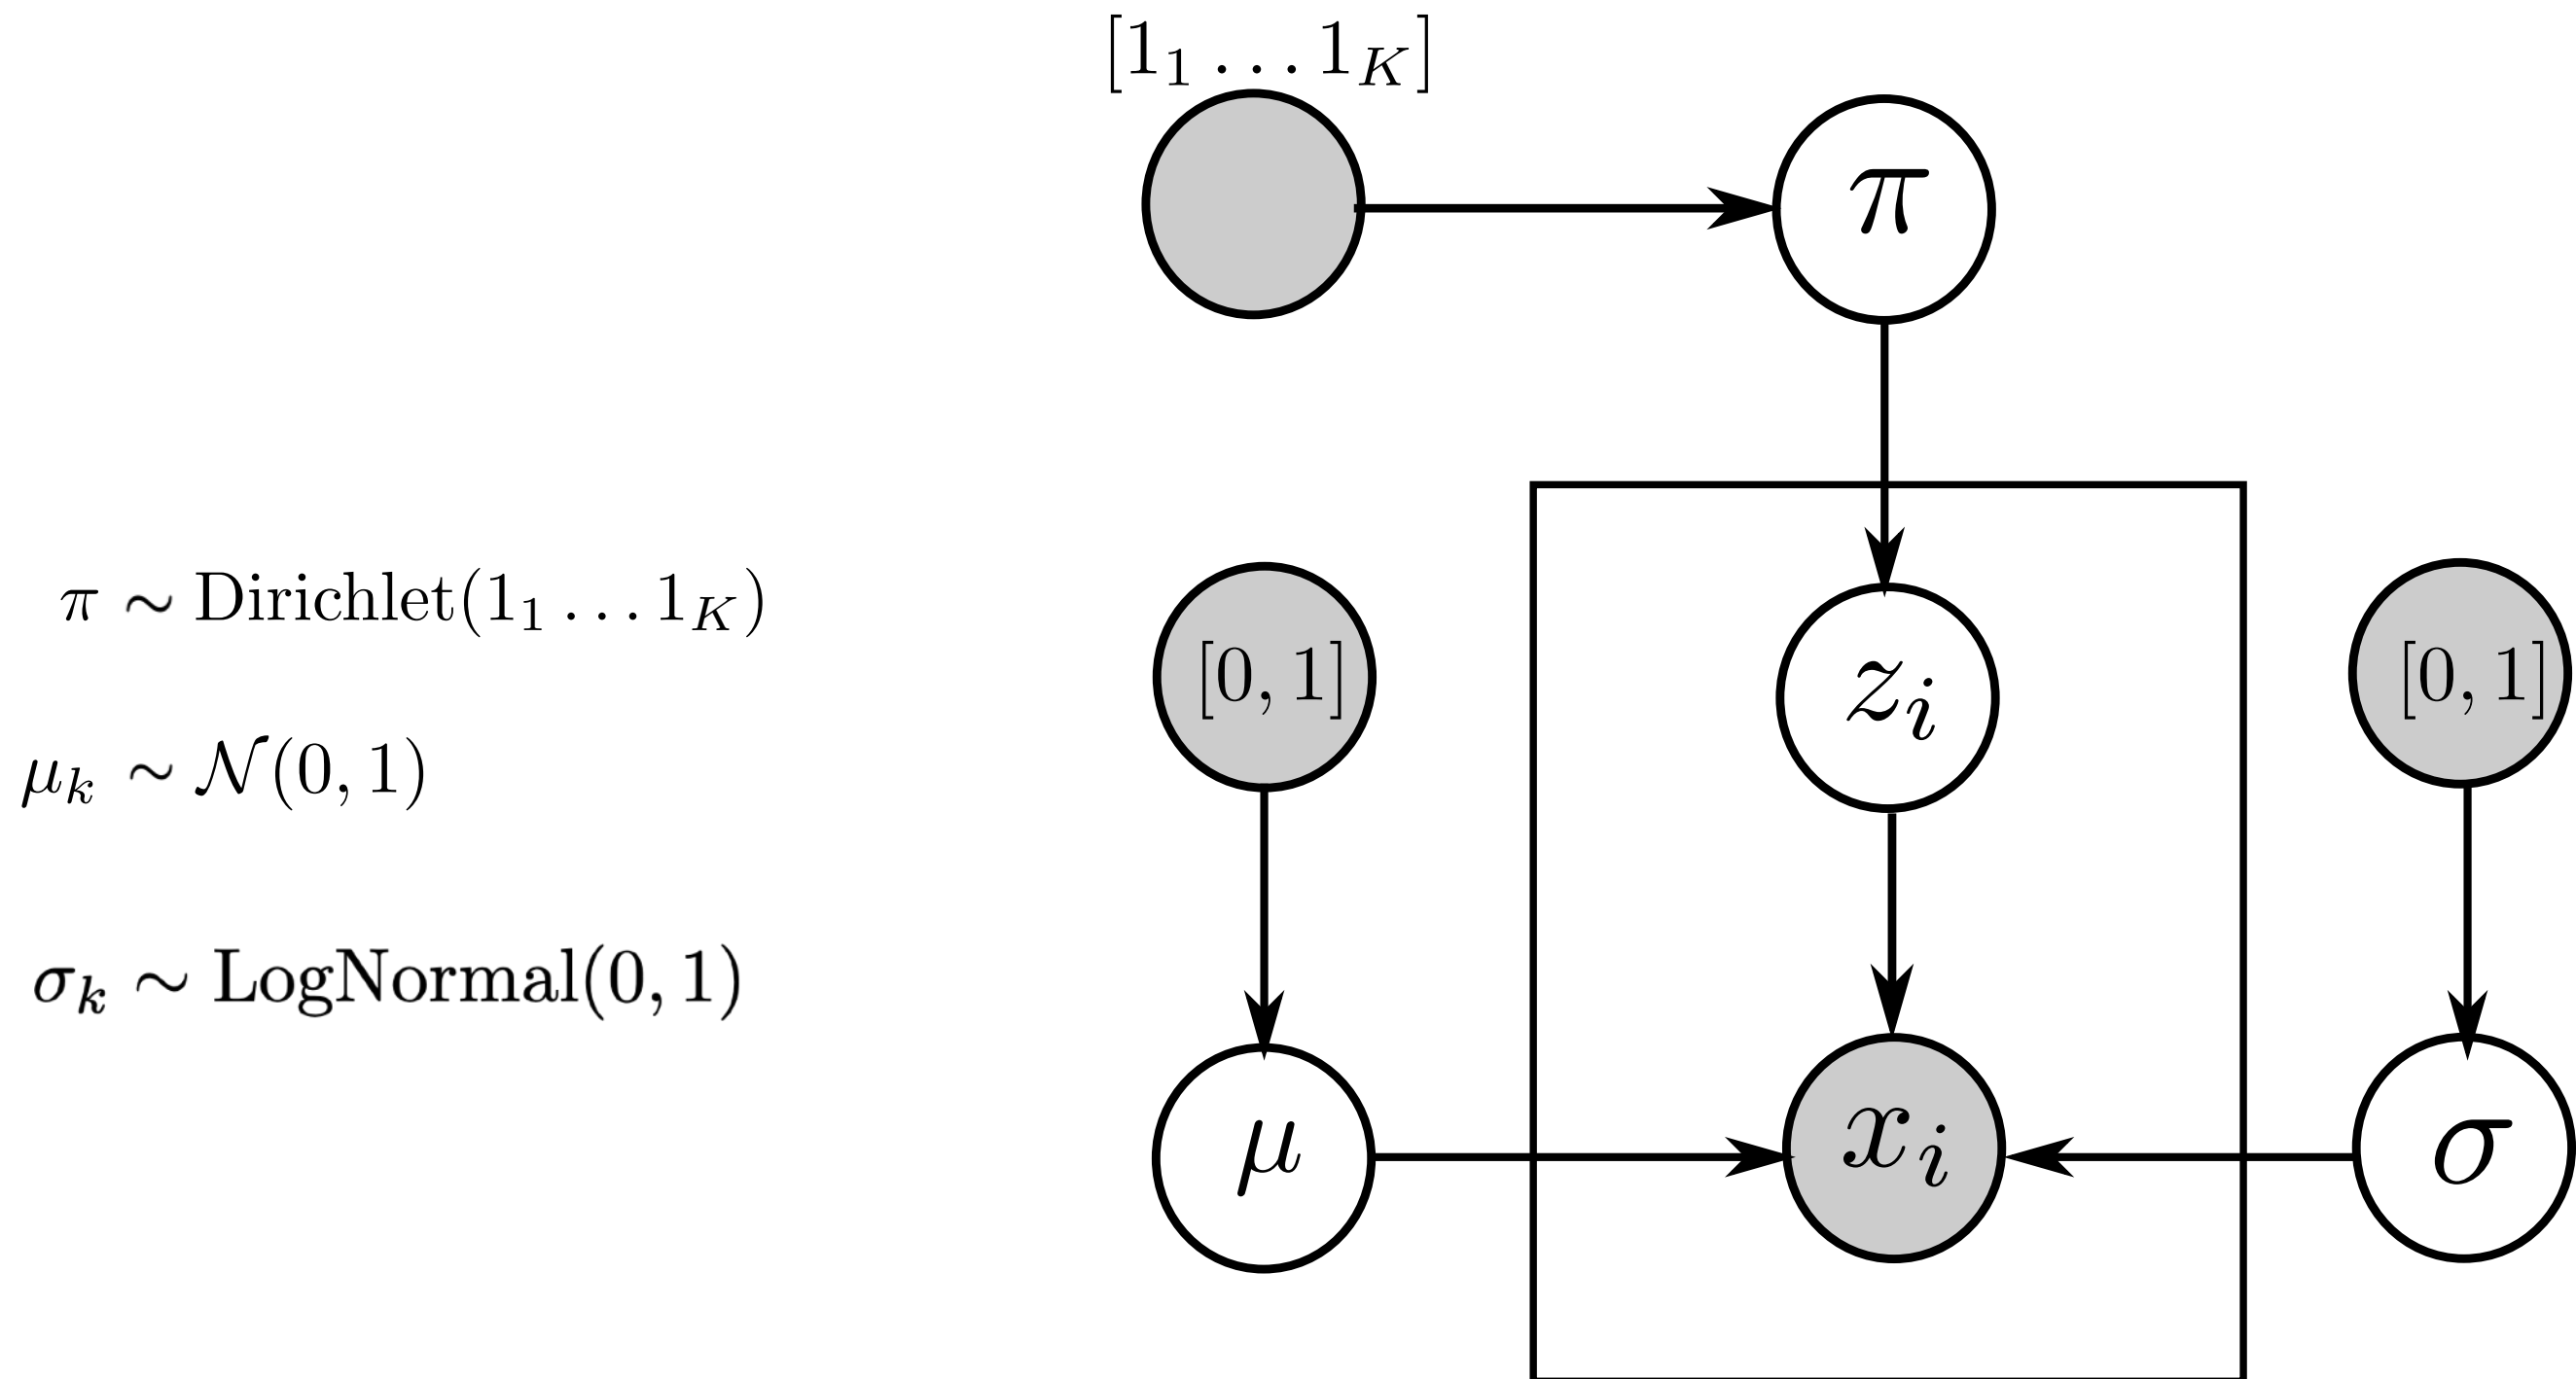 [1₁ … 1_K]
π
π ∼ Dirichlet(1₁ … 1_K)
[0, 1]
z_i
[0, 1]
μ_k ∼ 𝒩(0, 1)
σ_k ∼ LogNormal(0, 1)
μ
x_i
σ